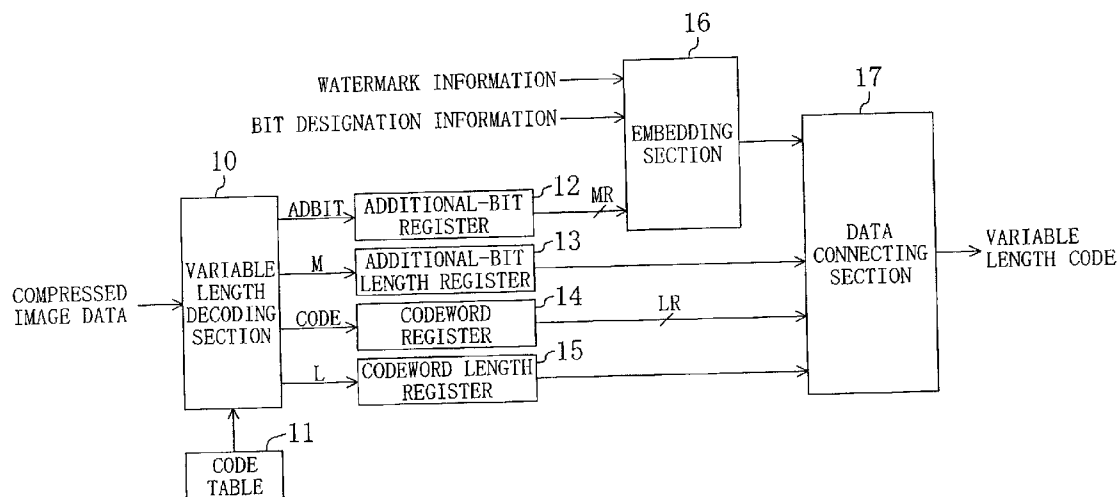 16
WATERMARK INFORMATION
17
BIT DESIGNATION INFORMATION
EMBEDDING
SECTION
10
12
ADBIT
ADDITIONAL-BIT
REGISTER
MR
13
M
ADDITIONAL-BIT
LENGTH REGISTER
VARIABLE
LENGTH
DECODING
SECTION
DATA
CONNECTING
SECTION
VARIABLE
LENGTH CODE
COMPRESSED
IMAGE DATA
14
CODE
CODEWORD
REGISTER
LR
15
L
CODEWORD LENGTH
REGISTER
11
CODE
TABLE